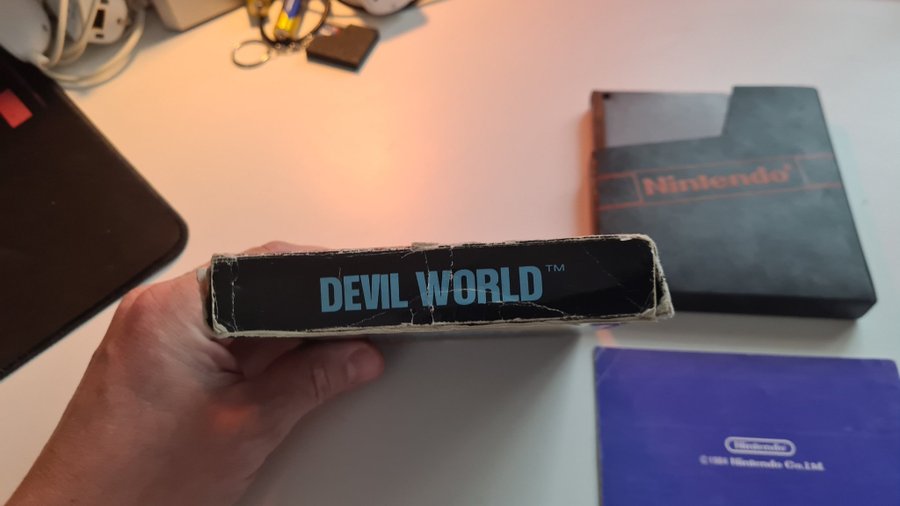 DEVIL WORLD™
Nintendo®
Nintendo
©1984 Nintendo Co., Ltd.